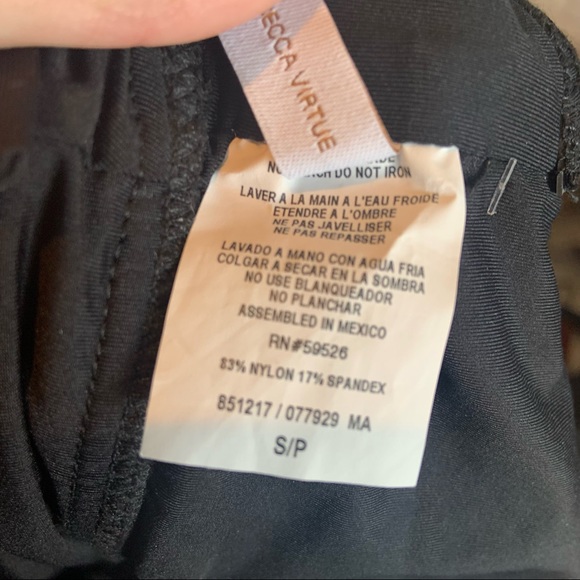 ECCA VIRTUE
DO NOT IRON
LAVER A LA MAIN A L'EAU FROIDE
ETENDRE A L'OMBRE
NE PAS JAVELLISER
NE PAS REPASSER
LAVADO A MANO CON AGUA FRIA
COLGAR A SECAR EN LA SOMBRA
NO USE BLANQUEADOR
NO PLANCHAR
ASSEMBLED IN MEXICO
RN#59526
83% NYLON 17% SPANDEX
851217 / 077929 MA
S/P